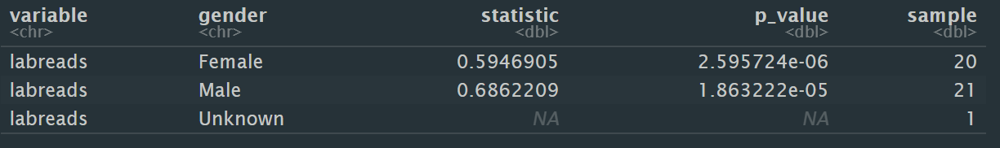 variable gender statistic p_value sample
<chr> <chr> <dbl> <dbl> <dbl>
labreads Female 0.5946905 2.595724e-06 20
labreads Male 0.6862209 1.863222e-05 21
labreads Unknown NA NA 1